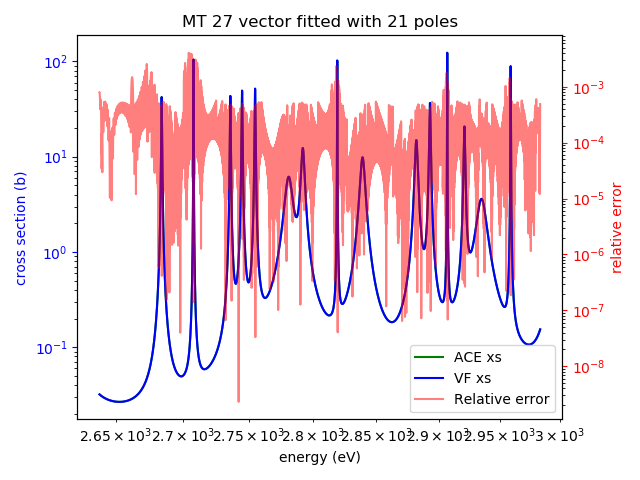 MT 27 vector fitted with 21 poles
10²
10¹
10⁰
10⁻¹
cross section (b)
10⁻³
10⁻⁴
10⁻⁵
10⁻⁶
10⁻⁷
10⁻⁸
relative error
ACE xs
VF xs
Relative error
2.65 × 10³ 2.7 × 10³ 2.75 × 10³ 2.8 × 10³ 2.85 × 10³ 2.9 × 10³ 2.95 × 10³ 3 × 10³
energy (eV)